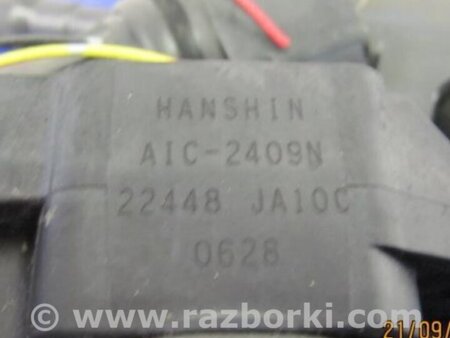 HANSHIN
AIC-2409N
22448 JA10C
0628
www.razborki.com
21/09/